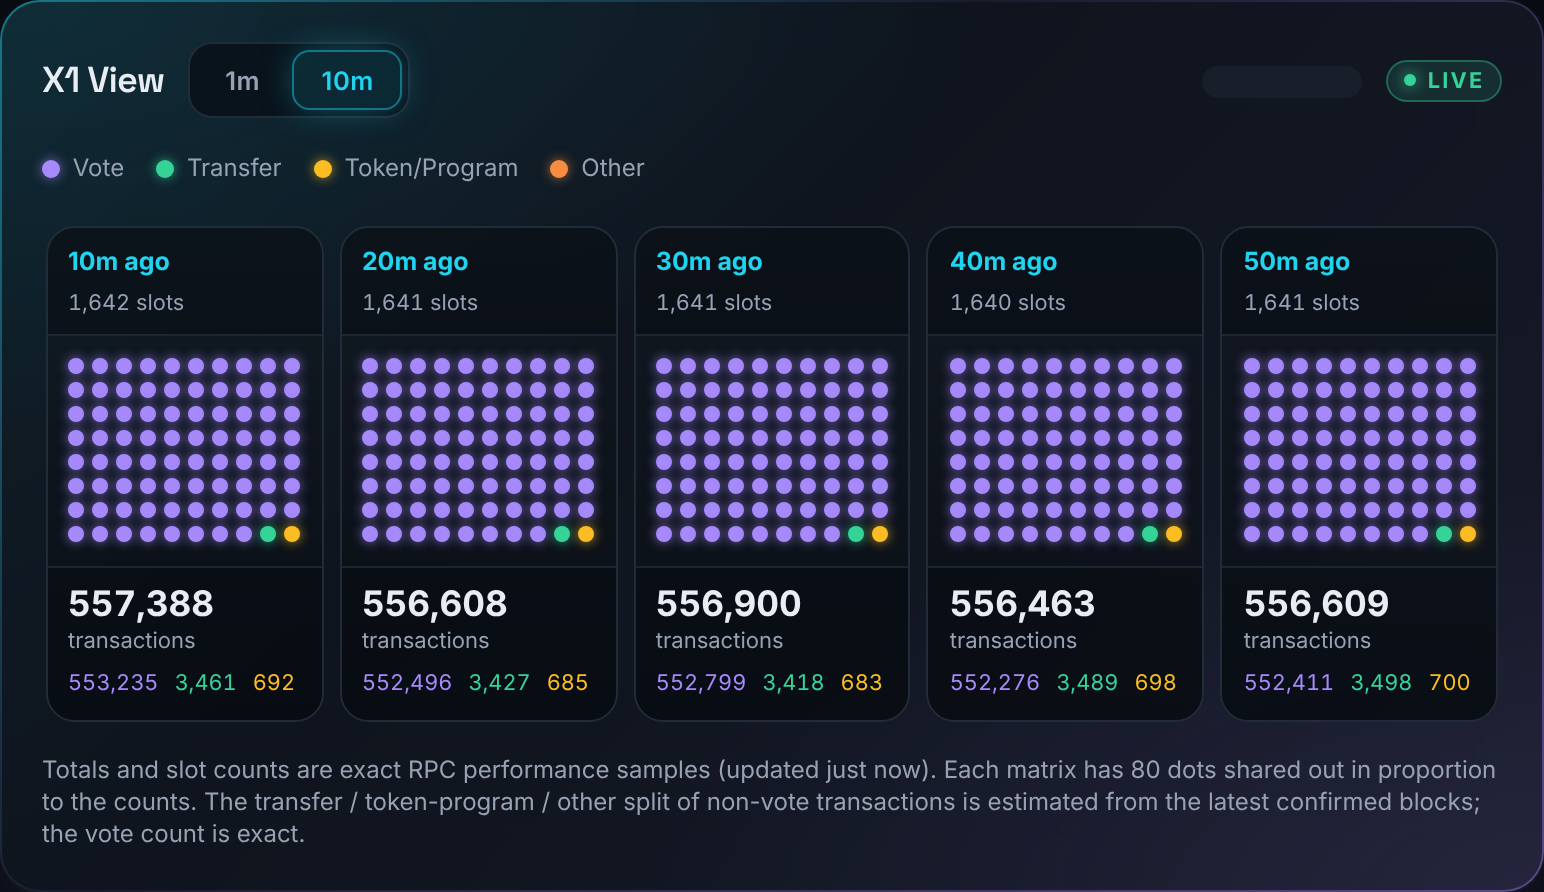 X1 View
1m
10m
LIVE
Vote
Transfer
Token/Program
Other
10m ago
1,642 slots
557,388
transactions
553,235 3,461 692
20m ago
1,641 slots
556,608
transactions
552,496 3,427 685
30m ago
1,641 slots
556,900
transactions
552,799 3,418 683
40m ago
1,640 slots
556,463
transactions
552,276 3,489 698
50m ago
1,641 slots
556,609
transactions
552,411 3,498 700
Totals and slot counts are exact RPC performance samples (updated just now). Each matrix has 80 dots shared out in proportion
to the counts. The transfer / token-program / other split of non-vote transactions is estimated from the latest confirmed blocks;
the vote count is exact.